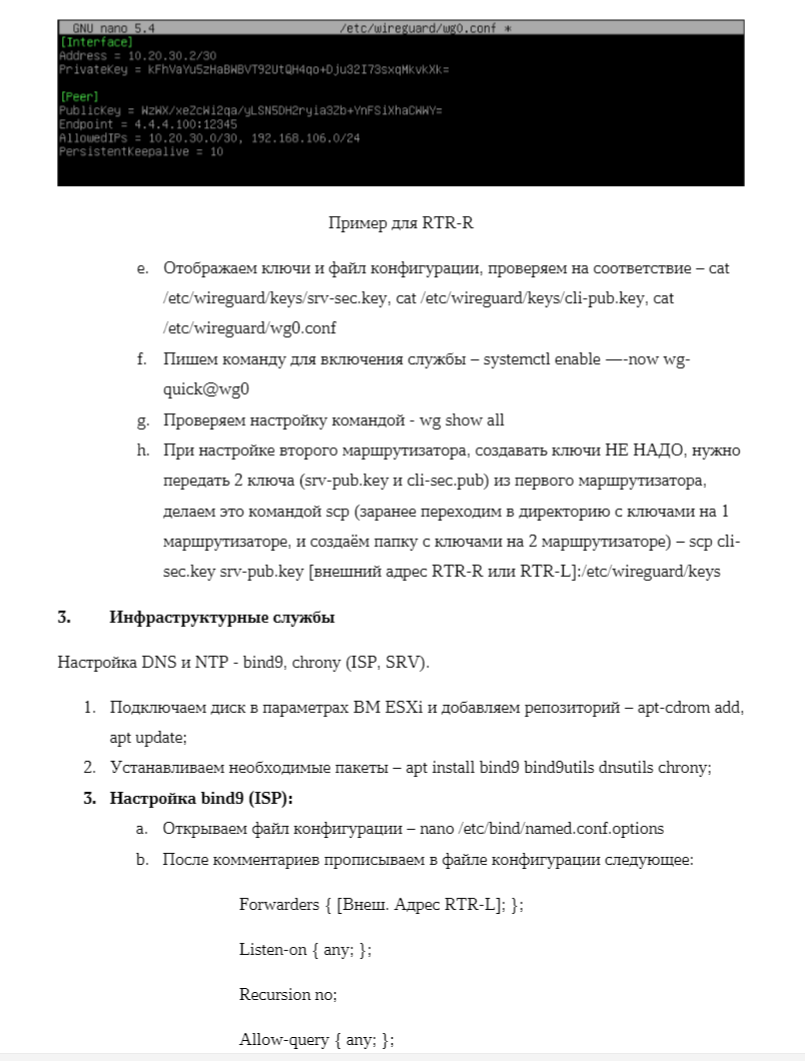 GNU nano 5.4 /etc/wireguard/wg0.conf *
[Interface]
Address = 10.20.30.2/30
PrivateKey = kFhVaYu5zHaBWBVT92UtQH4qo+Dju32I73sxqMkvkXk=
[Peer]
PublicKey = WzWX/xeZcWi2qa/yLSN5DH2ryia3Zb+YnFSiXhaCWWY=
Endpoint = 4.4.4.100:12345
AllowedIPs = 10.20.30.0/30, 192.168.106.0/24
PersistentKeepalive = 10
Пример для RTR-R
e. Отображаем ключи и файл конфигурации, проверяем на соответствие – cat
/etc/wireguard/keys/srv-sec.key, cat /etc/wireguard/keys/cli-pub.key, cat
/etc/wireguard/wg0.conf
f. Пишем команду для включения службы – systemctl enable —-now wg-
quick@wg0
g. Проверяем настройку командой - wg show all
h. При настройке второго маршрутизатора, создавать ключи НЕ НАДО, нужно
передать 2 ключа (srv-pub.key и cli-sec.pub) из первого маршрутизатора,
делаем это командой scp (заранее переходим в директорию с ключами на 1
маршрутизаторе, и создаём папку с ключами на 2 маршрутизаторе) – scp cli-
sec.key srv-pub.key [внешний адрес RTR-R или RTR-L]:/etc/wireguard/keys
3. Инфраструктурные службы
Настройка DNS и NTP - bind9, chrony (ISP, SRV).
1. Подключаем диск в параметрах ВМ ESXi и добавляем репозиторий – apt-cdrom add,
apt update;
2. Устанавливаем необходимые пакеты – apt install bind9 bind9utils dnsutils chrony;
3. Настройка bind9 (ISP):
a. Открываем файл конфигурации – nano /etc/bind/named.conf.options
b. После комментариев прописываем в файле конфигурации следующее:
Forwarders { [Внеш. Адрес RTR-L]; };
Listen-on { any; };
Recursion no;
Allow-query { any; };